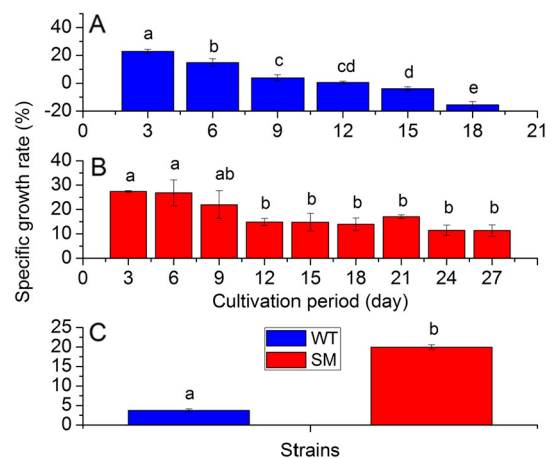 A
40
20
0
-20
a
b
c
cd
d
e
0 3 6 9 12 15 18 21
Specific growth rate (%)
B
40
30
20
10
0
a a ab b b b b b b
0 3 6 9 12 15 18 21 24 27
Cultivation period (day)
C
25
20
15
10
5
0
WT
SM
a
b
Strains